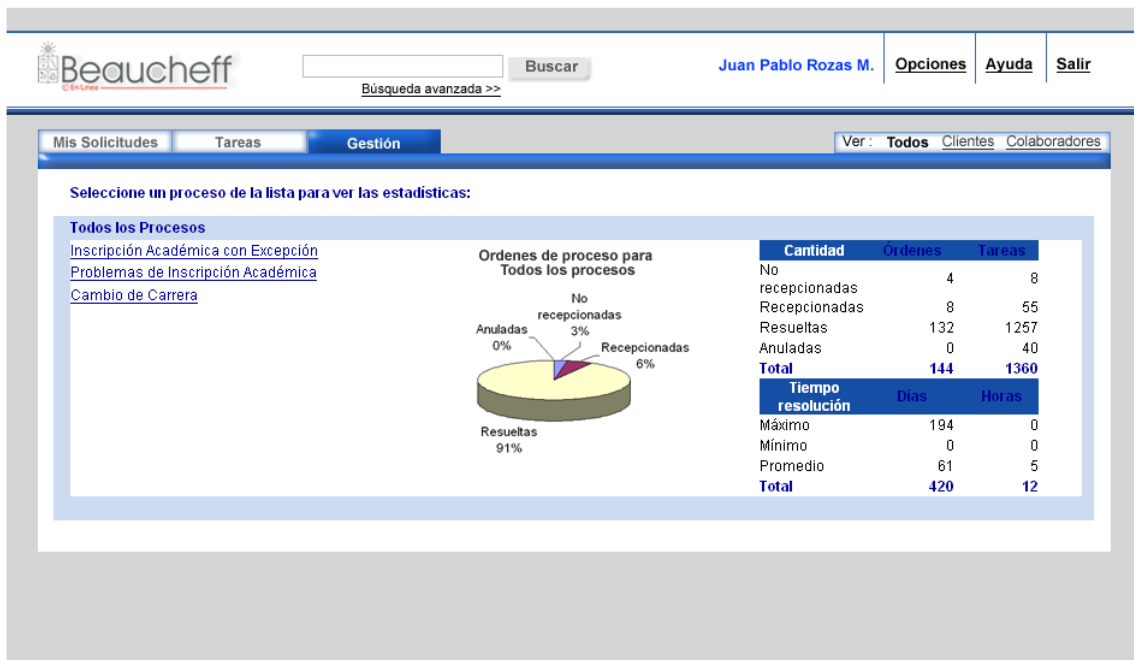 Beaucheff
En Línea
Buscar
Búsqueda avanzada >>
Juan Pablo Rozas M.
Opciones
Ayuda
Salir
Mis Solicitudes
Tareas
Gestión
Ver : Todos Clientes Colaboradores
Seleccione un proceso de la lista para ver las estadísticas:
Todos los Procesos
Inscripción Académica con Excepción
Problemas de Inscripción Académica
Cambio de Carrera
Ordenes de proceso para
Todos los procesos
No
recepcionadas
3%
Anuladas
0%
Recepcionadas
6%
Resueltas
91%
Cantidad Órdenes Tareas
No
recepcionadas 4 8
Recepcionadas 8 55
Resueltas 132 1257
Anuladas 0 40
Total 144 1360
Tiempo
resolución Días Horas
Máximo 194 0
Mínimo 0 0
Promedio 61 5
Total 420 12